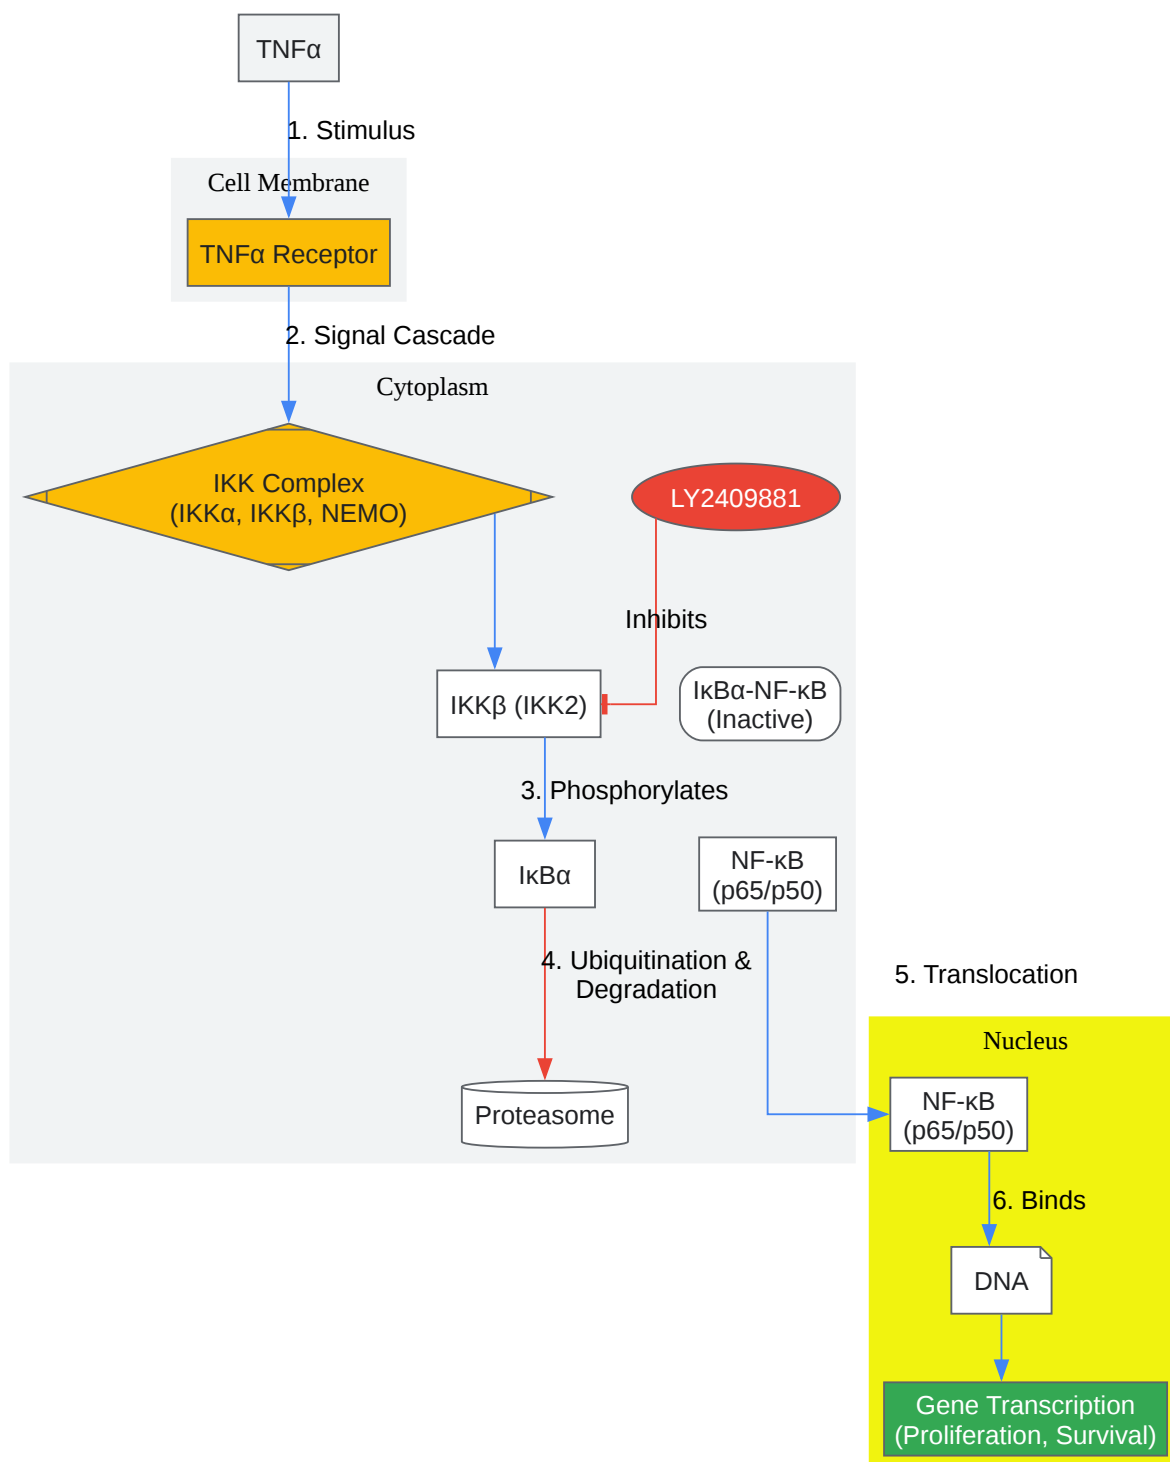 TNFα
1. Stimulus
Cell Membrane
TNFα Receptor
2. Signal Cascade
Cytoplasm
IKK Complex
(IKKα, IKKβ, NEMO)
LY2409881
Inhibits
IKKβ (IKK2)
IκBα-NF-κB
(Inactive)
3. Phosphorylates
IκBα
NF-κB
(p65/p50)
4. Ubiquitination &
Degradation
5. Translocation
Nucleus
Proteasome
NF-κB
(p65/p50)
6. Binds
DNA
Gene Transcription
(Proliferation, Survival)